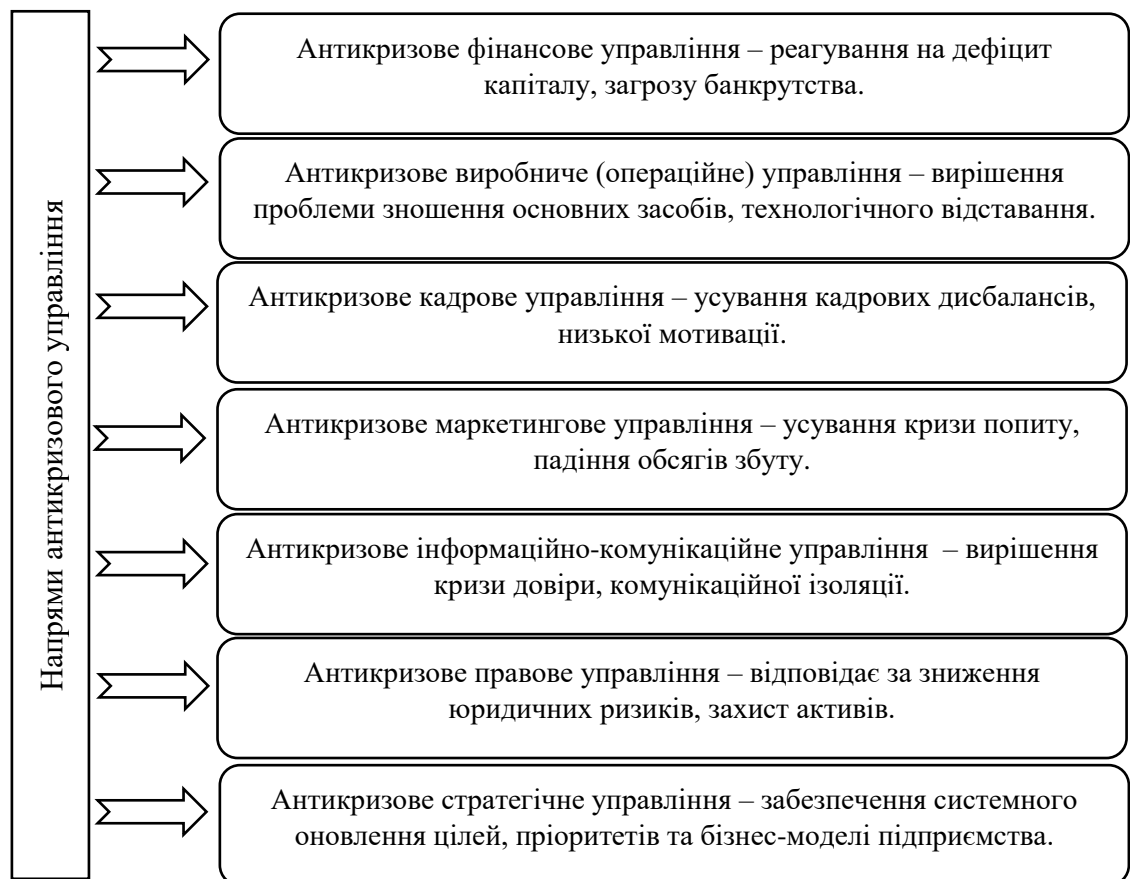 Напрями антикризового управління
Антикризове фінансове управління – реагування на дефіцит
капіталу, загрозу банкрутства.
Антикризове виробниче (операційне) управління – вирішення
проблеми зношення основних засобів, технологічного відставання.
Антикризове кадрове управління – усування кадрових дисбалансів,
низької мотивації.
Антикризове маркетингове управління – усування кризи попиту,
падіння обсягів збуту.
Антикризове інформаційно-комунікаційне управління – вирішення
кризи довіри, комунікаційної ізоляції.
Антикризове правове управління – відповідає за зниження
юридичних ризиків, захист активів.
Антикризове стратегічне управління – забезпечення системного
оновлення цілей, пріоритетів та бізнес-моделі підприємства.